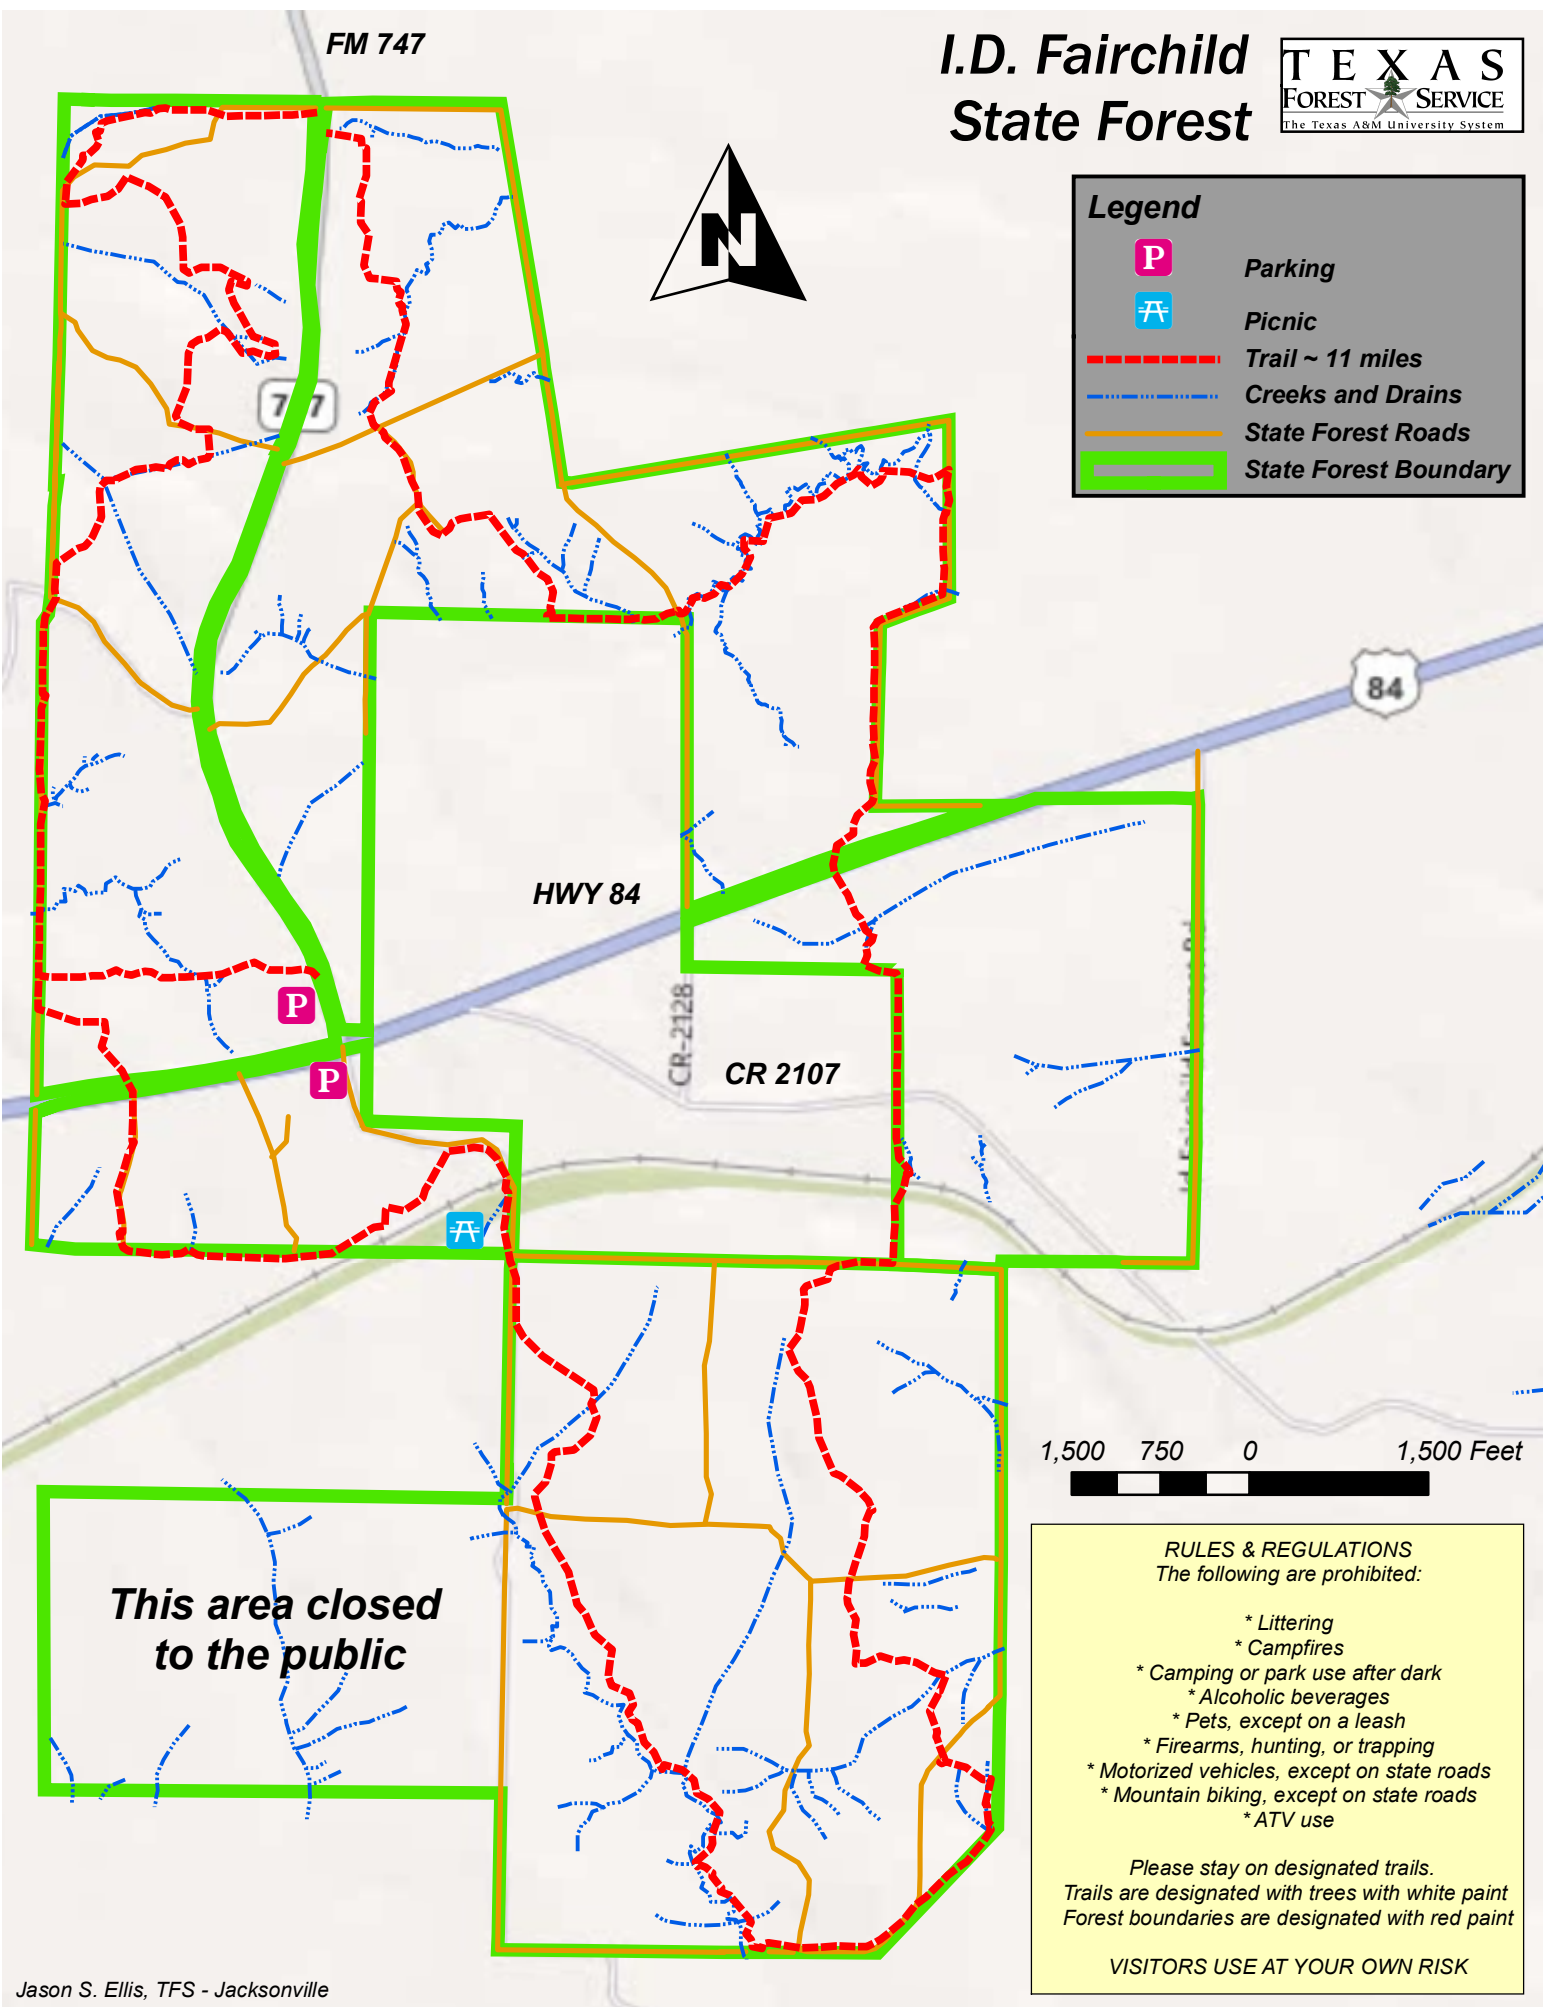 FM 747
I.D. Fairchild
State Forest
TEXAS
FOREST SERVICE
The Texas A&M University System
N
Legend
P
Parking
Picnic
Trail ~ 11 miles
Creeks and Drains
State Forest Roads
State Forest Boundary
84
HWY 84
P
CR-2128
CR 2107
P
1,500 750 0 1,500 Feet
This area closed
to the public
RULES & REGULATIONS
The following are prohibited:
* Littering
* Campfires
* Camping or park use after dark
* Alcoholic beverages
* Pets, except on a leash
* Firearms, hunting, or trapping
* Motorized vehicles, except on state roads
* Mountain biking, except on state roads
* ATV use
Please stay on designated trails.
Trails are designated with trees with white paint
Forest boundaries are designated with red paint
VISITORS USE AT YOUR OWN RISK
Jason S. Ellis, TFS - Jacksonville